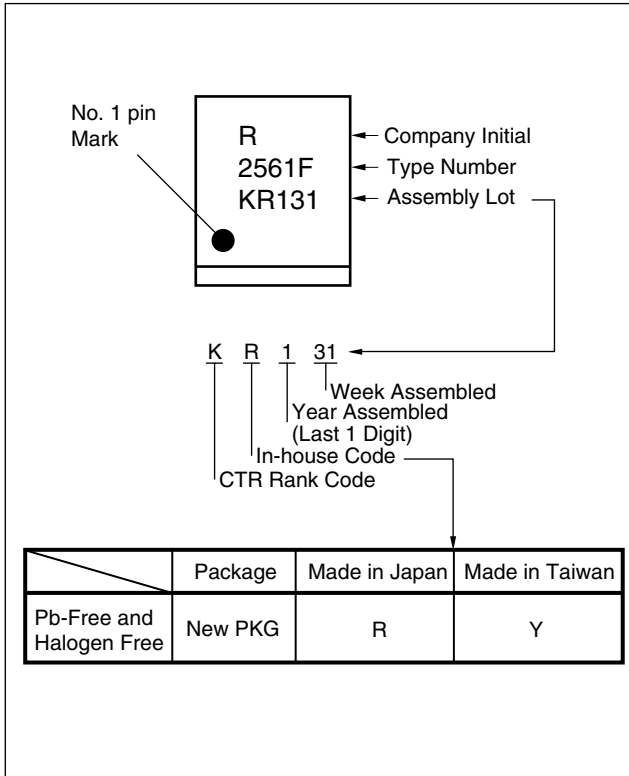 No. 1 pin
Mark
R
2561F
KR131
Company Initial
Type Number
Assembly Lot
K R 1 31
Week Assembled
Year Assembled
(Last 1 Digit)
In-house Code
CTR Rank Code
Package Made in Japan Made in Taiwan
Pb-Free and
Halogen Free New PKG R Y